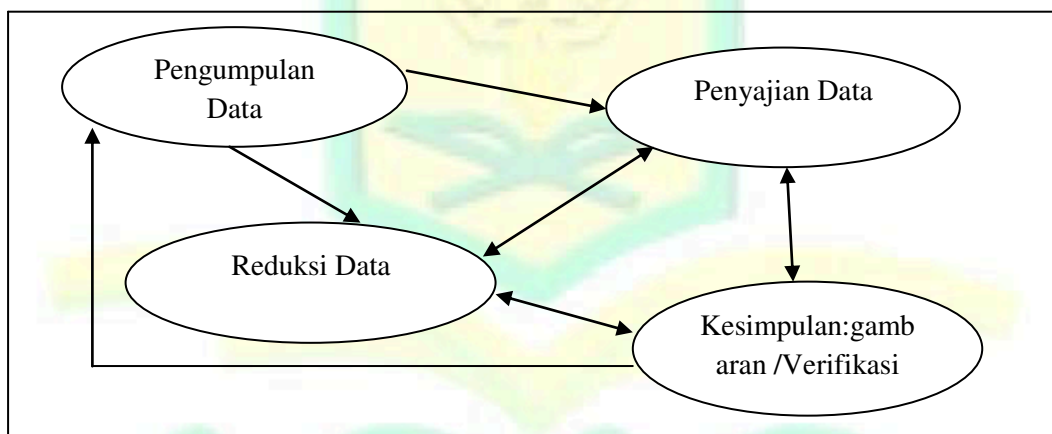 Pengumpulan
Data
Penyajian Data
Reduksi Data
Kesimpulan:gamb
aran /Verifikasi